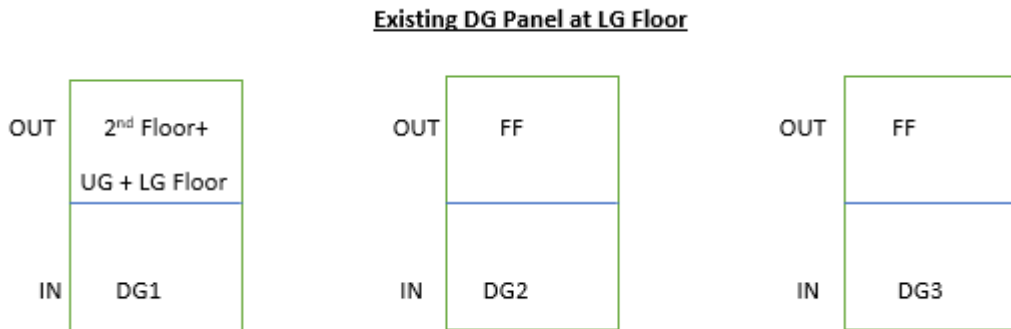 Existing DG Panel at LG Floor
OUT 2nd Floor+ OUT FF OUT FF
UG + LG Floor
IN DG1 IN DG2 IN DG3